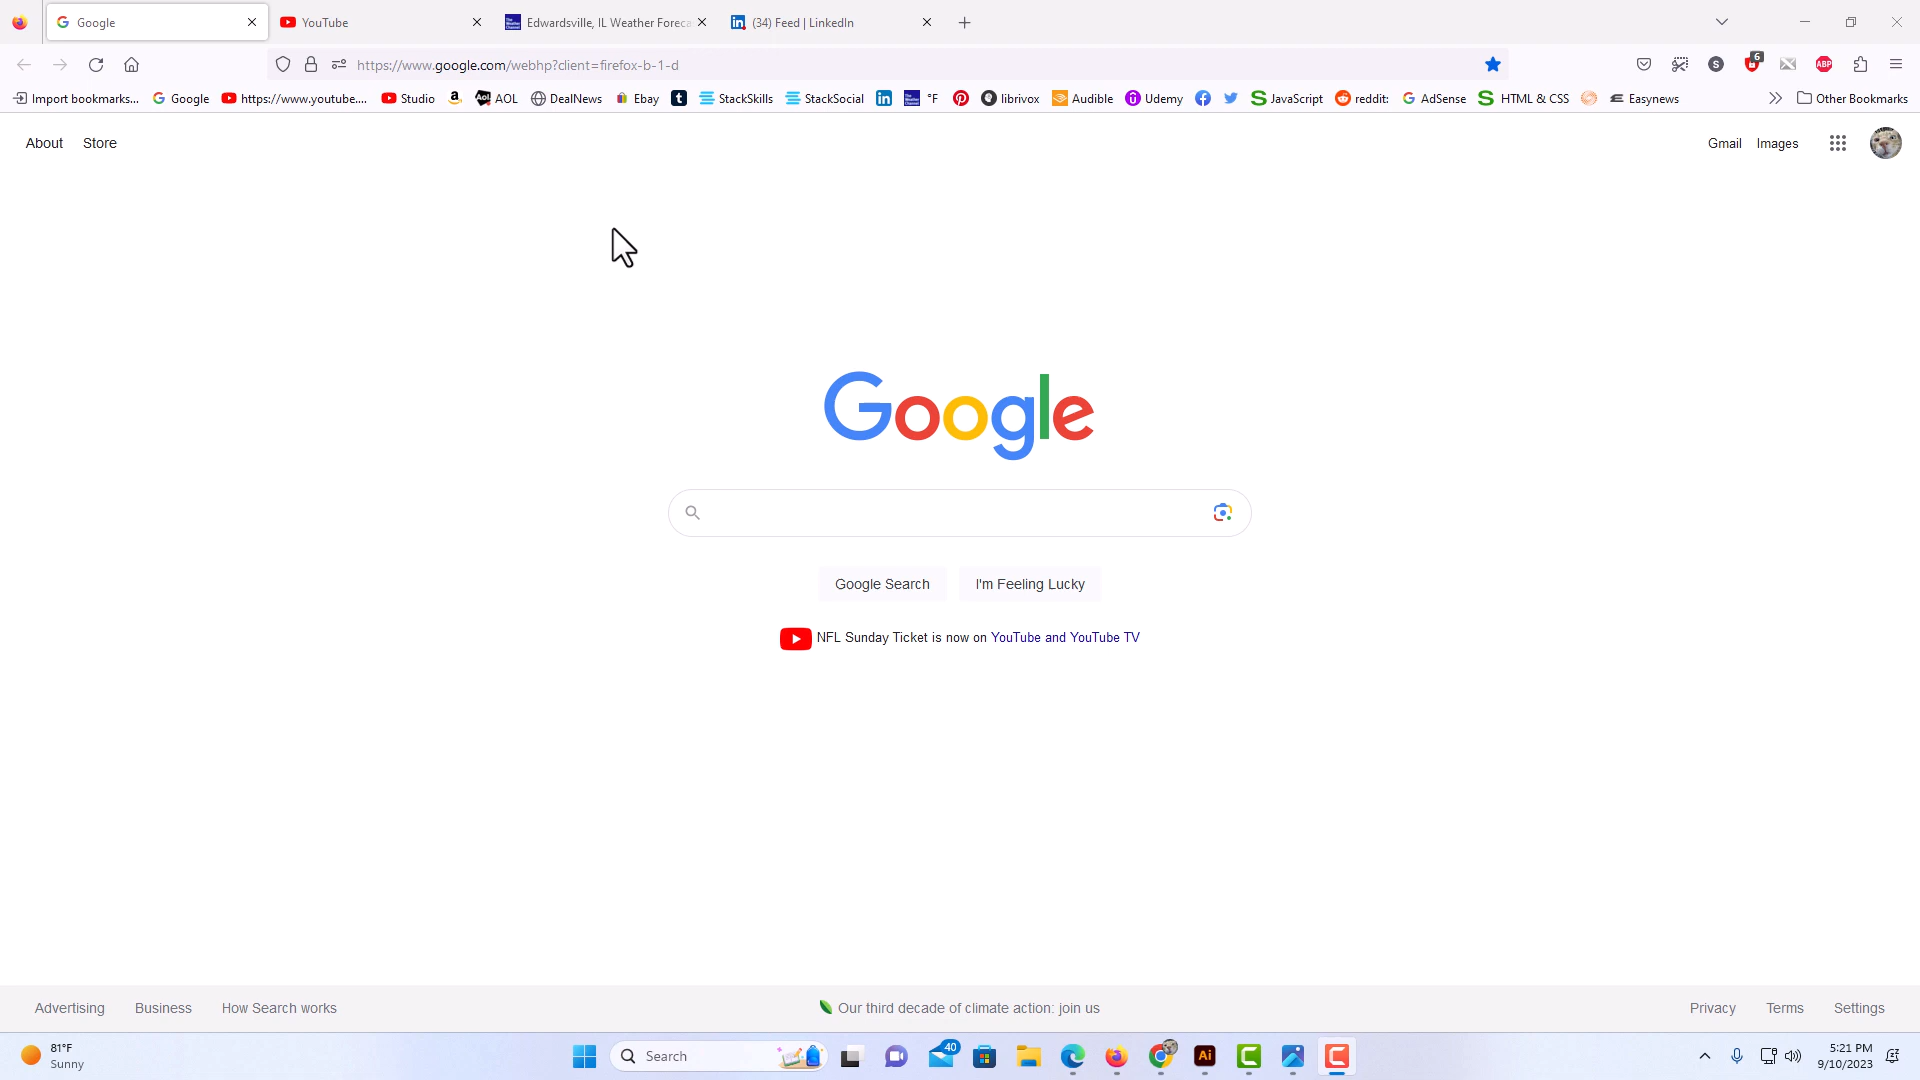 Google
YouTube
Edwardsville, IL Weather Foreca
(34) Feed | LinkedIn
https://www.google.com/webhp?client=firefox-b-1-d
S
6
ABP
Import bookmarks...
Google
https://www.youtube....
Studio
AOL
DealNews
Ebay
StackSkills
StackSocial
°F
librivox
Audible
Udemy
JavaScript
reddit:
AdSense
HTML & CSS
Easynews
Other Bookmarks
About
Store
Gmail
Images
Google
Google Search
I'm Feeling Lucky
NFL Sunday Ticket is now on YouTube and YouTube TV
Advertising
Business
How Search works
Our third decade of climate action: join us
Privacy
Terms
Settings
81°F
Sunny
Search
40
Ai
5:21 PM
9/10/2023